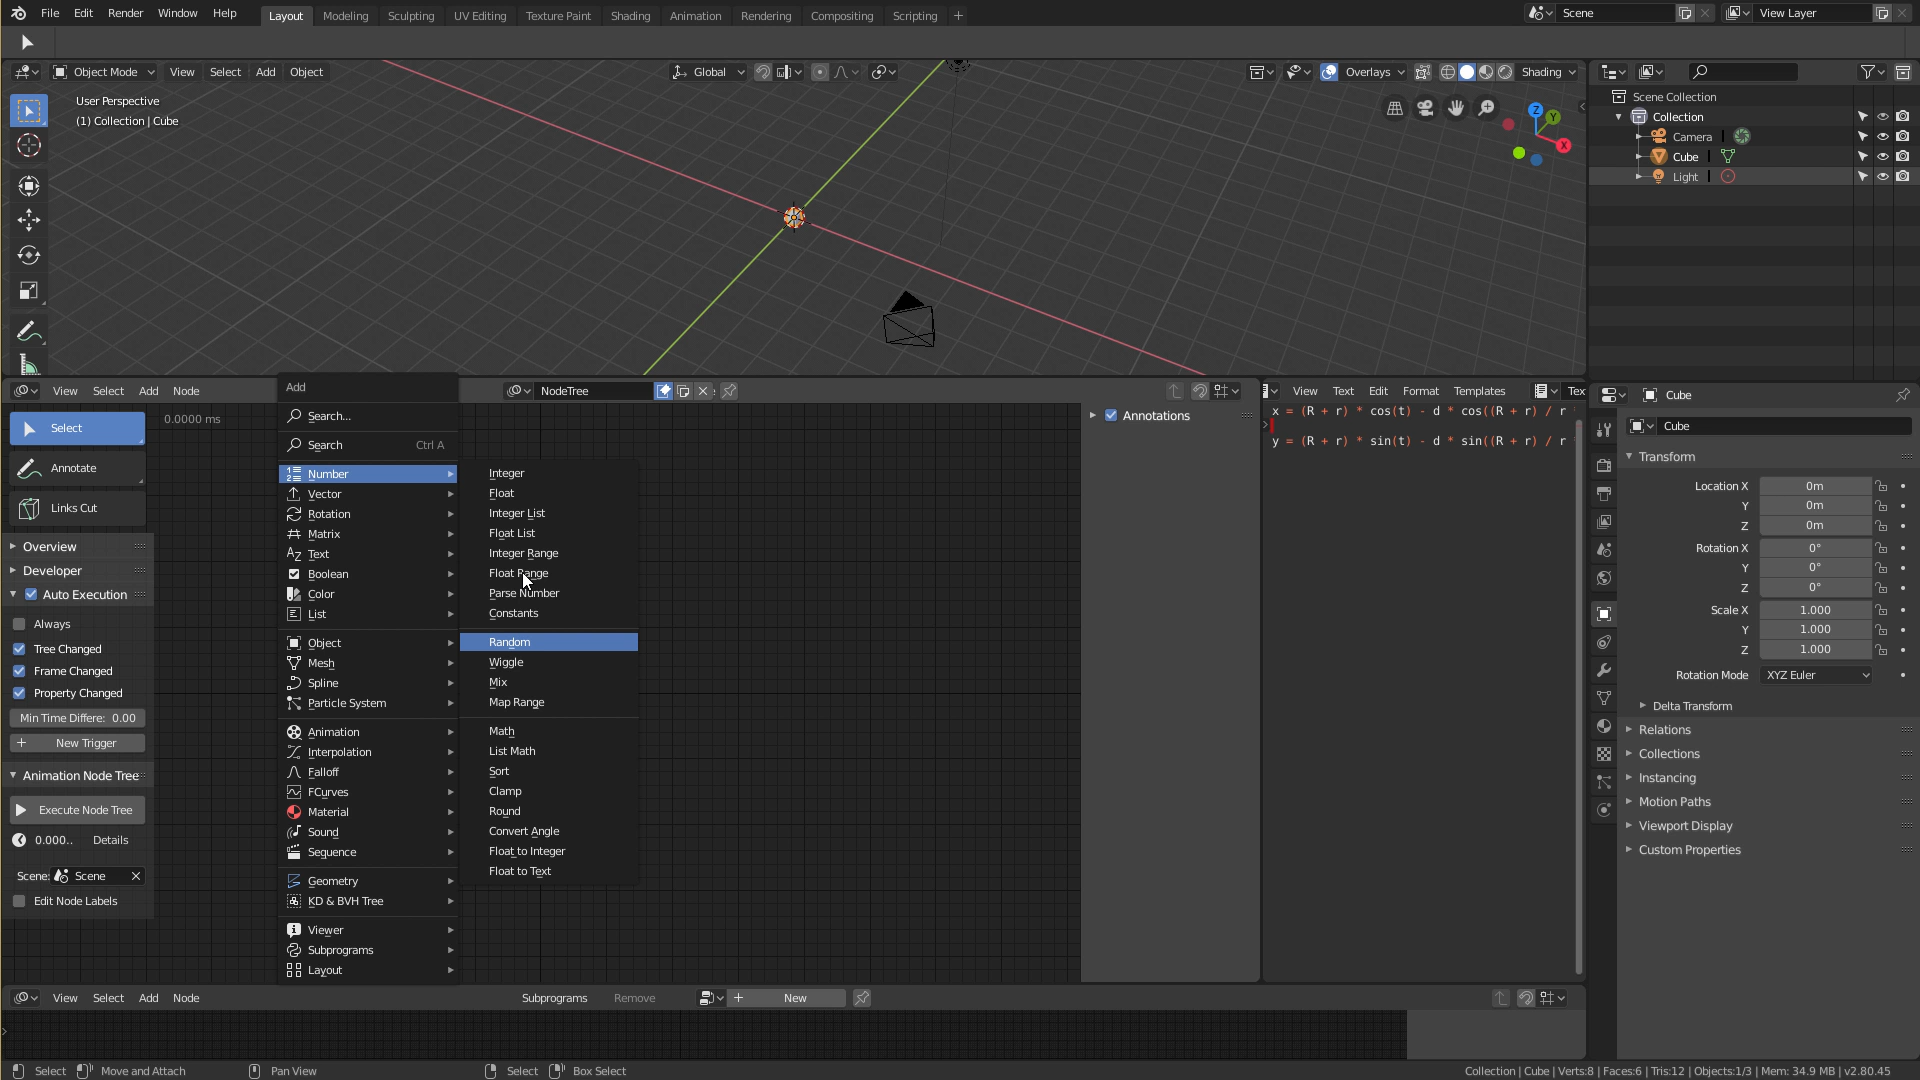 File Edit Render Window Help Layout Modeling Sculpting UV Editing Texture Paint Shading Animation Rendering Compositing Scripting + Scene View Layer
Object Mode View Select Add Object Global Overlays Shading
User Perspective
(1) Collection | Cube
Z Y X
Scene Collection
Collection
Camera
Cube
Light
View Select Add Node NodeTree
0.0000 ms
Select
Annotate
Links Cut
Overview
Developer
Auto Execution
Always
Tree Changed
Frame Changed
Property Changed
Min Time Differe: 0.00
+ New Trigger
Animation Node Tree
Execute Node Tree
0.000.. Details
Scene: Scene
Edit Node Labels
Add
Search...
Search Ctrl A
Number
Vector
Rotation
Matrix
Text
Boolean
Color
List
Object
Mesh
Spline
Particle System
Animation
Interpolation
Falloff
FCurves
Material
Sound
Sequence
Geometry
KD & BVH Tree
Viewer
Subprograms
Layout
Integer
Float
Integer List
Float List
Integer Range
Float Range
Parse Number
Constants
Random
Wiggle
Mix
Map Range
Math
List Math
Sort
Clamp
Round
Convert Angle
Float to Integer
Float to Text
Annotations
View Text Edit Format Templates Tex
x = (R + r) * cos(t) - d * cos((R + r) / r
y = (R + r) * sin(t) - d * sin((R + r) / r
Cube
Cube
Transform
Location X 0m
Y 0m
Z 0m
Rotation X 0°
Y 0°
Z 0°
Scale X 1.000
Y 1.000
Z 1.000
Rotation Mode XYZ Euler
Delta Transform
Relations
Collections
Instancing
Motion Paths
Viewport Display
Custom Properties
View Select Add Node Subprograms Remove + New
Select Move and Attach Pan View Select Box Select Collection | Cube | Verts:8 | Faces:6 | Tris:12 | Objects:1/3 | Mem: 34.9 MB | v2.80.45